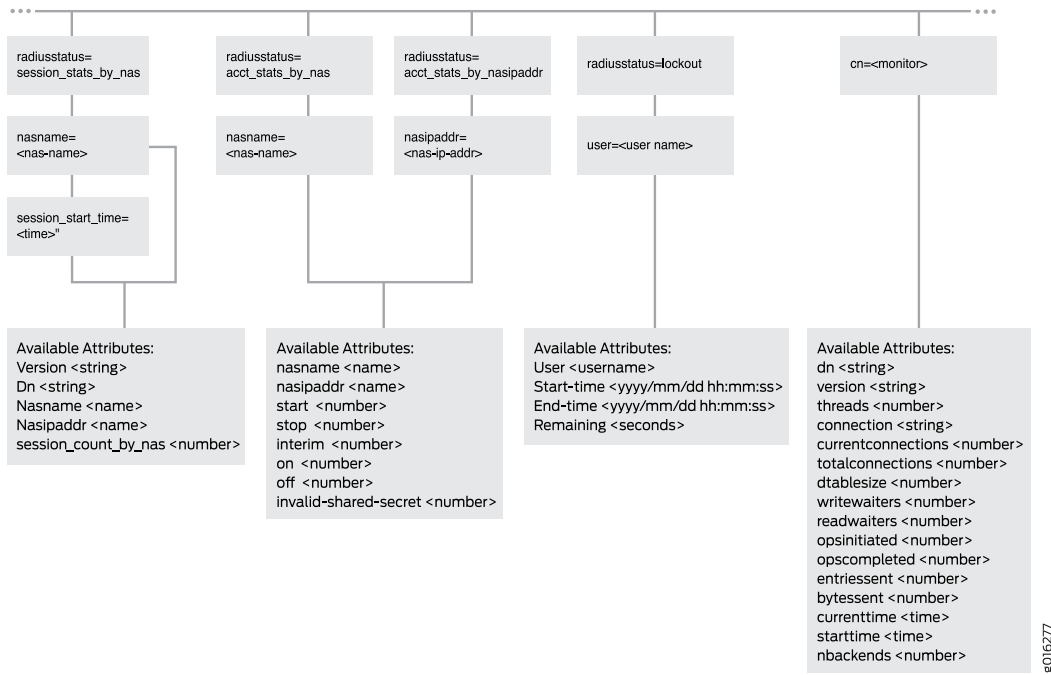 radiusstatus=
session_stats_by_nas
radiusstatus=
acct_stats_by_nas
radiusstatus=
acct_stats_by_nasipaddr
radiusstatus=lockout
cn=<monitor>
nasname=
<nas-name>
nasname=
<nas-name>
nasipaddr=
<nas-ip-addr>
user=<user name>
session_start_time=
<time>"
Available Attributes:
Version <string>
Dn <string>
Nasname <name>
Nasipaddr <name>
session_count_by_nas <number>
Available Attributes:
nasname <name>
nasipaddr <name>
start <number>
stop <number>
interim <number>
on <number>
off <number>
invalid-shared-secret <number>
Available Attributes:
User <username>
Start-time <yyyy/mm/dd hh:mm:ss>
End-time <yyyy/mm/dd hh:mm:ss>
Remaining <seconds>
Available Attributes:
dn <string>
version <string>
threads <number>
connection <string>
currentconnections <number>
totalconnections <number>
dtablesize <number>
writewaiters <number>
readwaiters <number>
opsinitiated <number>
opscompleted <number>
entriessent <number>
bytessent <number>
currenttime <time>
starttime <time>
nbackends <number>
g016277